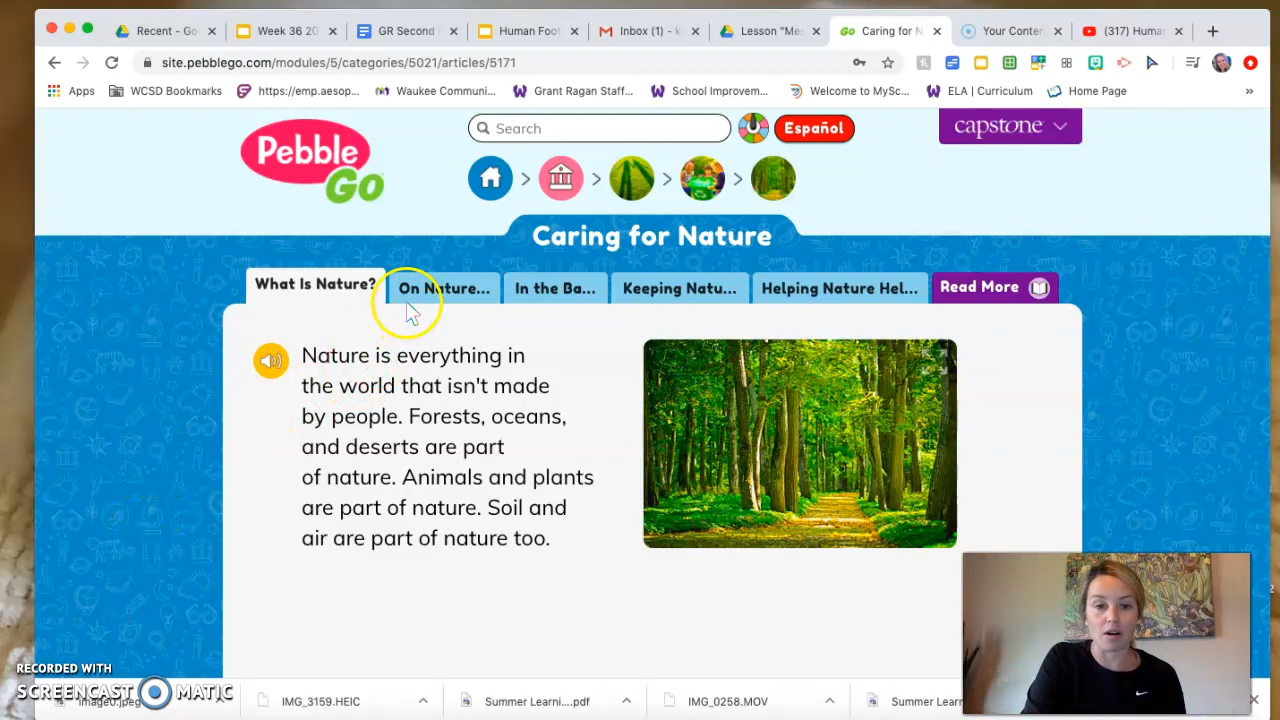 Recent - Go
Week 36 20
GR Second
Human Foo
Inbox (1) - k
Lesson "Mes
Caring for N
Your Conten
(317) Human
site.pebblego.com/modules/5/categories/5021/articles/5171
Apps
WCSD Bookmarks
https://emp.aesop...
Waukee Communi...
Grant Ragan Staff...
School Improvem...
Welcome to MySc...
ELA | Curriculum
Home Page
»
Pebble Go
Search
Español
capstone
Caring for Nature
What Is Nature?
On Nature...
In the Ba...
Keeping Natu...
Helping Nature Hel...
Read More
Nature is everything in
the world that isn't made
by people. Forests, oceans,
and deserts are part
of nature. Animals and plants
are part of nature. Soil and
air are part of nature too.
RECORDED WITH
SCREENCAST MATIC
image0.jpeg
IMG_3159.HEIC
Summer Learni....pdf
IMG_0258.MOV
Summer Learn